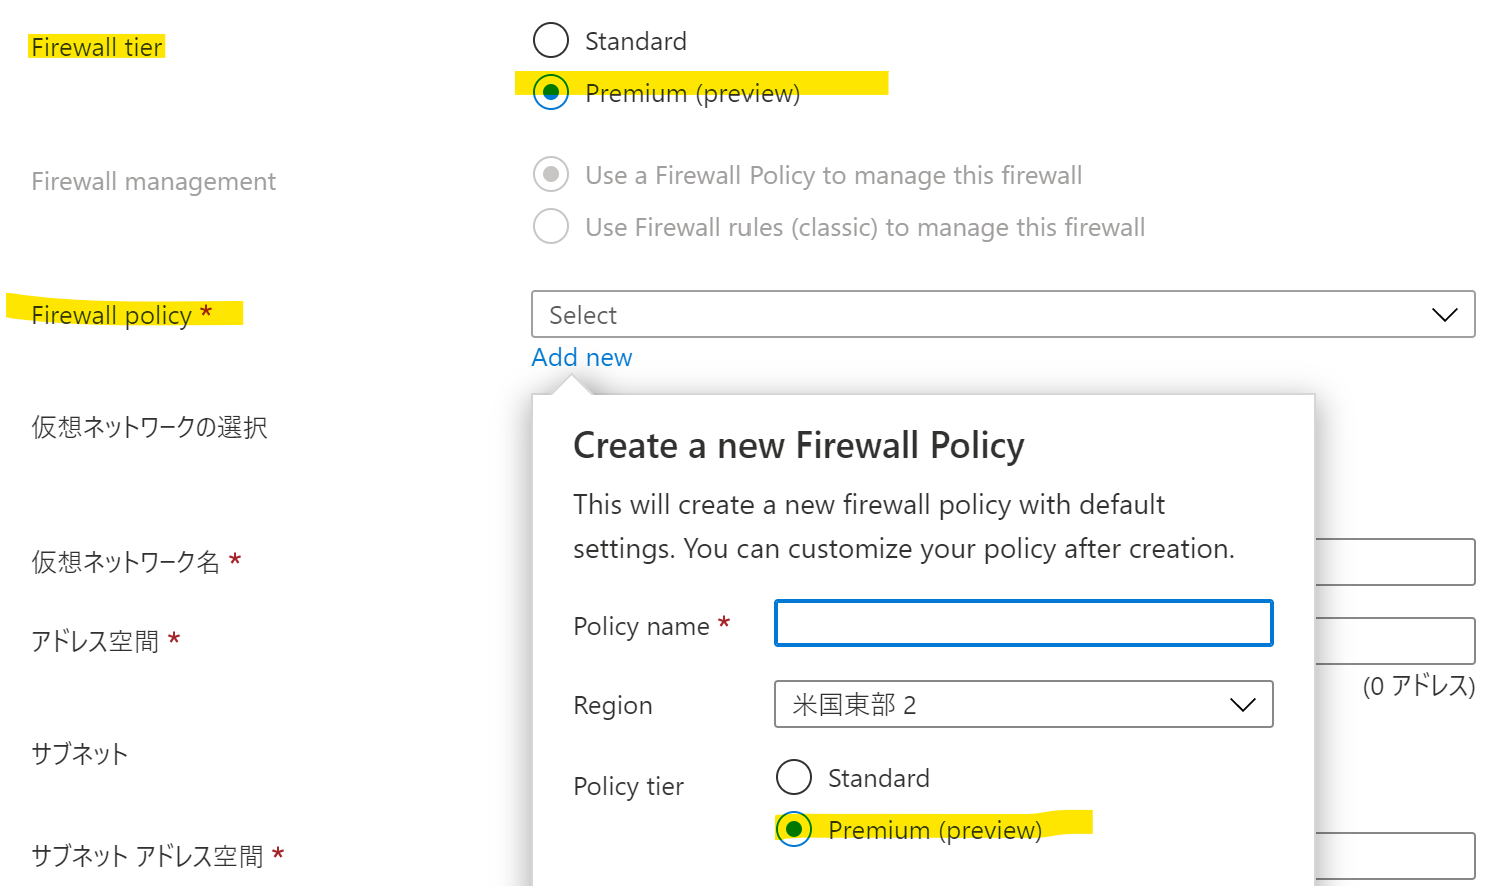 Firewall tier
Standard
Premium (preview)
Firewall management
Use a Firewall Policy to manage this firewall
Use Firewall rules (classic) to manage this firewall
Firewall policy *
Select
Add new
仮想ネットワークの選択
Create a new Firewall Policy
This will create a new firewall policy with default
settings. You can customize your policy after creation.
仮想ネットワーク名 *
Policy name *
アドレス空間 *
(0 アドレス)
Region
米国東部 2
サブネット
Policy tier
Standard
Premium (preview)
サブネット アドレス空間 *